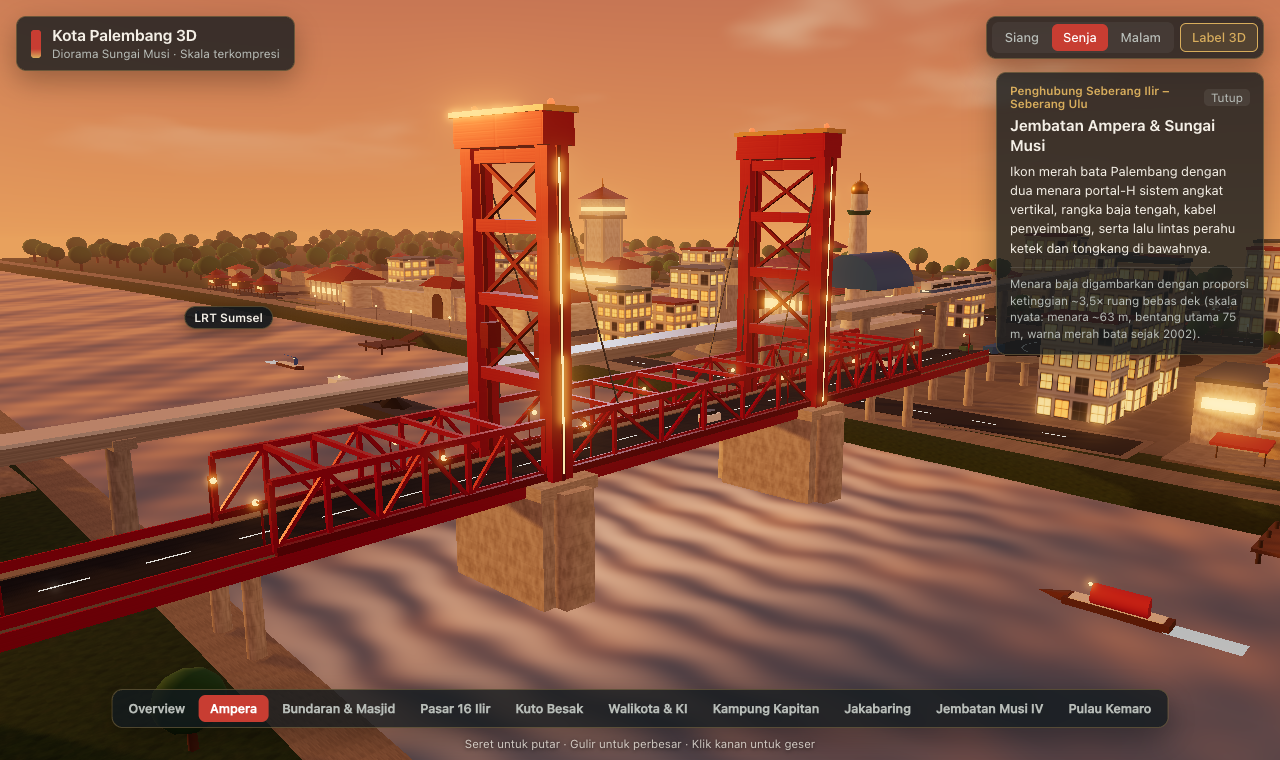 Kota Palembang 3D
Diorama Sungai Musi · Skala terkompresi
Siang Senja Malam Label 3D
Penghubung Seberang Ilir –
Seberang Ulu
Tutup
Jembatan Ampera & Sungai
Musi
Ikon merah bata Palembang dengan
dua menara portal-H sistem angkat
vertikal, rangka baja tengah, kabel
penyeimbang, serta lalu lintas perahu
ketek dan tongkang di bawahnya.
Menara baja digambarkan dengan proporsi
ketinggian ~3,5× ruang bebas dek (skala
nyata: menara ~63 m, bentang utama 75
m, warna merah bata sejak 2002).
LRT Sumsel
Overview Ampera Bundaran & Masjid Pasar 16 Ilir Kuto Besak Walikota & KI Kampung Kapitan Jakabaring Jembatan Musi IV Pulau Kemaro
Seret untuk putar · Gulir untuk perbesar · Klik kanan untuk geser